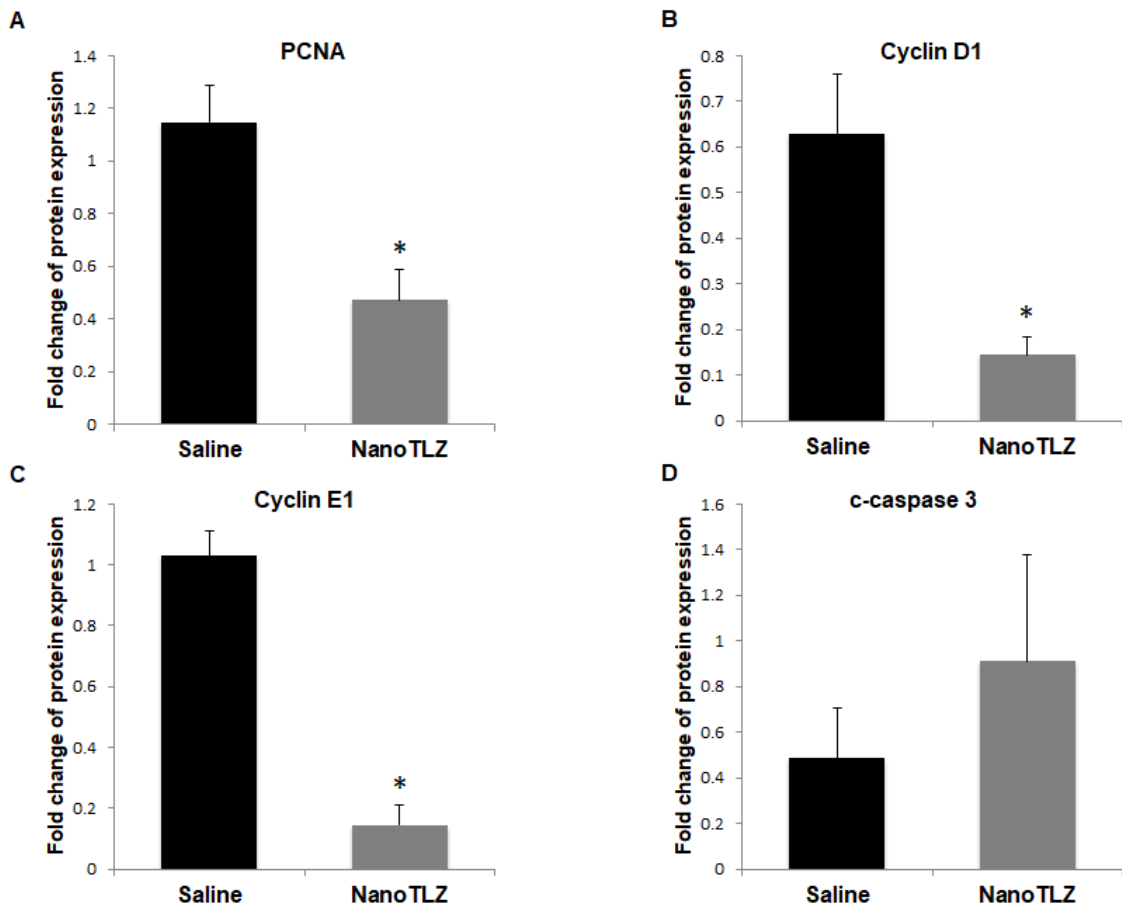 A
PCNA
Fold change of protein expression
1.4
1.2
1
0.8
0.6
0.4
0.2
0
*
Saline
NanoTLZ
B
Cyclin D1
Fold change of protein expression
0.8
0.7
0.6
0.5
0.4
0.3
0.2
0.1
0
*
Saline
NanoTLZ
C
Cyclin E1
Fold change of protein expression
1.2
1
0.8
0.6
0.4
0.2
0
*
Saline
NanoTLZ
D
c-caspase 3
Fold change of protein expression
1.6
1.4
1.2
1
0.8
0.6
0.4
0.2
0
Saline
NanoTLZ